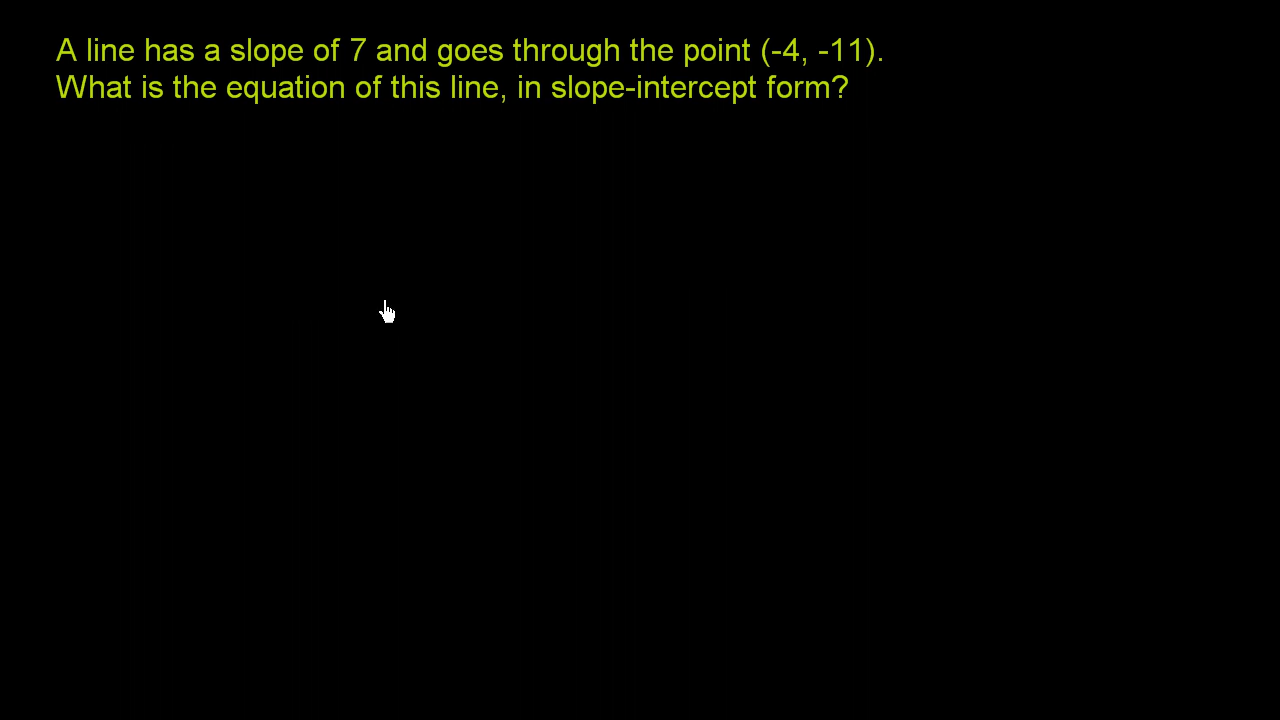 A line has a slope of 7 and goes through the point (-4, -11).
What is the equation of this line, in slope-intercept form?